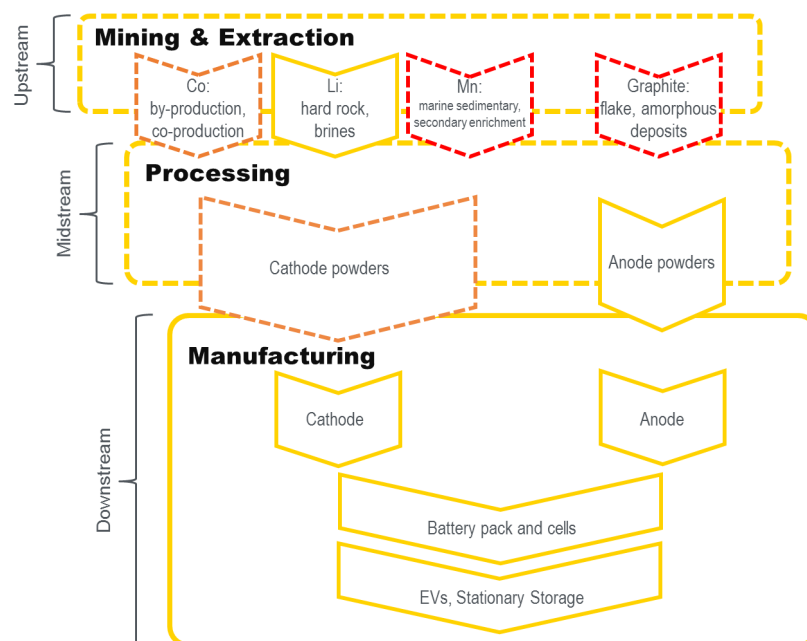 Upstream
Mining & Extraction
Co:
by-production,
co-production
Li:
hard rock,
brines
Mn:
marine sedimentary,
secondary enrichment
Graphite:
flake, amorphous
deposits
Midstream
Processing
Cathode powders
Anode powders
Downstream
Manufacturing
Cathode
Anode
Battery pack and cells
EVs, Stationary Storage